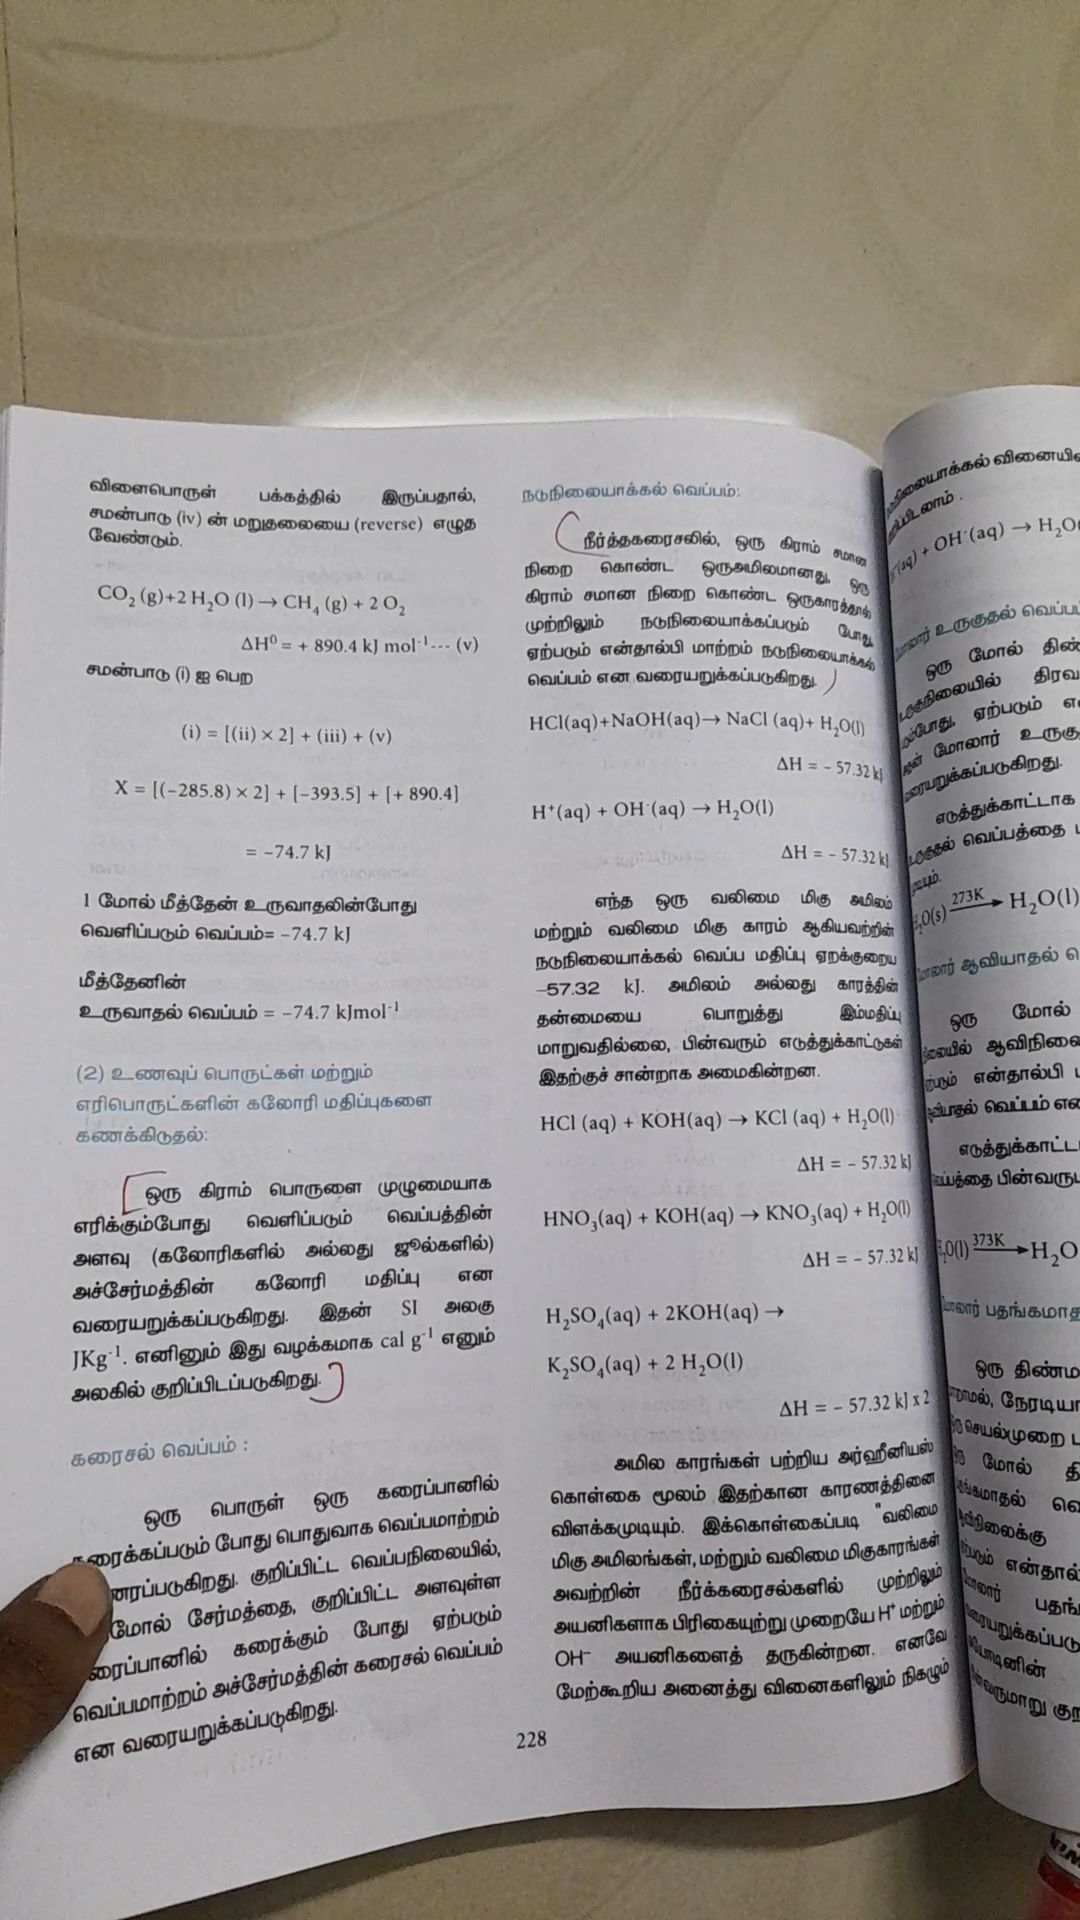 விளைபொருள் பக்கத்தில் இருப்பதால்,
சமன்பாடு (iv) ன் மறுதலையை (reverse) எழுத
வேண்டும்.
CO₂ (g)+2 H₂O (l) → CH₄ (g) + 2 O₂
ΔH⁰ = + 890.4 kJ mol⁻¹ --- (v)
சமன்பாடு (i) ஐ பெற
(i) = [(ii) × 2] + (iii) + (v)
X = [(−285.8) × 2] + [−393.5] + [+ 890.4]
= −74.7 kJ
1 மோல் மீத்தேன் உருவாதலின்போது
வெளிப்படும் வெப்பம்= −74.7 kJ
மீத்தேனின்
உருவாதல் வெப்பம் = −74.7 kJmol⁻¹
(2) உணவுப் பொருட்கள் மற்றும்
எரிபொருட்களின் கலோரி மதிப்புகளை
கணக்கிடுதல்:
ஒரு கிராம் பொருளை முழுமையாக
எரிக்கும்போது வெளிப்படும் வெப்பத்தின்
அளவு (கலோரிகளில் அல்லது ஜூல்களில்)
அச்சேர்மத்தின் கலோரி மதிப்பு என
வரையறுக்கப்படுகிறது. இதன் SI அலகு
JKg⁻¹. எனினும் இது வழக்கமாக cal g⁻¹ எனும்
அலகில் குறிப்பிடப்படுகிறது.
கரைசல் வெப்பம் :
ஒரு பொருள் ஒரு கரைப்பானில்
கரைக்கப்படும் போது பொதுவாக வெப்பமாற்றம்
குறிப்பிட்ட வெப்பநிலையில்,
மோல் சேர்மத்தை, குறிப்பிட்ட அளவுள்ள
கரைக்கும் போது ஏற்படும்
வெப்பமாற்றம் அச்சேர்மத்தின் கரைசல் வெப்பம்
என வரையறுக்கப்படுகிறது.
நடுநிலையாக்கல் வெப்பம்:
நீர்த்தகரைசலில், ஒரு கிராம் சமான
நிறை கொண்ட ஒருஅமிலமானது, ஒரு
கிராம் சமான நிறை கொண்ட ஒருகாரத்தால்
முற்றிலும் நடுநிலையாக்கப்படும் போது
ஏற்படும் என்தால்பி மாற்றம் நடுநிலையாக்கல்
வெப்பம் என வரையறுக்கப்படுகிறது.
HCl(aq)+NaOH(aq)→ NaCl (aq)+ H₂O(l)
ΔH = − 57.32 kJ
H⁺(aq) + OH⁻(aq) → H₂O(l)
ΔH = − 57.32 kJ
எந்த ஒரு வலிமை மிகு அமிலம்
மற்றும் வலிமை மிகு காரம் ஆகியவற்றின்
நடுநிலையாக்கல் வெப்ப மதிப்பு ஏறக்குறைய
–57.32 kJ. அமிலம் அல்லது காரத்தின்
தன்மையை பொறுத்து இம்மதிப்பு
மாறுவதில்லை, பின்வரும் எடுத்துக்காட்டுகள்
இதற்குச் சான்றாக அமைகின்றன.
HCl (aq) + KOH(aq) → KCl (aq) + H₂O(l)
ΔH = − 57.32 kJ
HNO₃(aq) + KOH(aq) → KNO₃(aq) + H₂O(l)
ΔH = − 57.32 kJ
H₂SO₄(aq) + 2KOH(aq) →
K₂SO₄(aq) + 2 H₂O(l)
ΔH = − 57.32 kJ x 2
அமில காரங்கள் பற்றிய அர்ஹீனியஸ்
கொள்கை மூலம் இதற்கான காரணத்தினை
விளக்கமுடியும். இக்கொள்கைப்படி "வலிமை
மிகு அமிலங்கள், மற்றும் வலிமை மிகுகாரங்கள்
அவற்றின் நீர்க்கரைசல்களில் முற்றிலும்
அயனிகளாக பிரிகையுற்று முறையே H⁺ மற்றும்
OH⁻ அயனிகளைத் தருகின்றன. எனவே
மேற்கூறிய அனைத்து வினைகளிலும் நிகழும்
228
(aq) + OH⁻(aq) → H₂O
உருகுதல்
ஒரு மோல்
எடுத்துக்காட்டாக
273K
→ H₂O(l)
ஒரு மோல்
373K
→H₂O